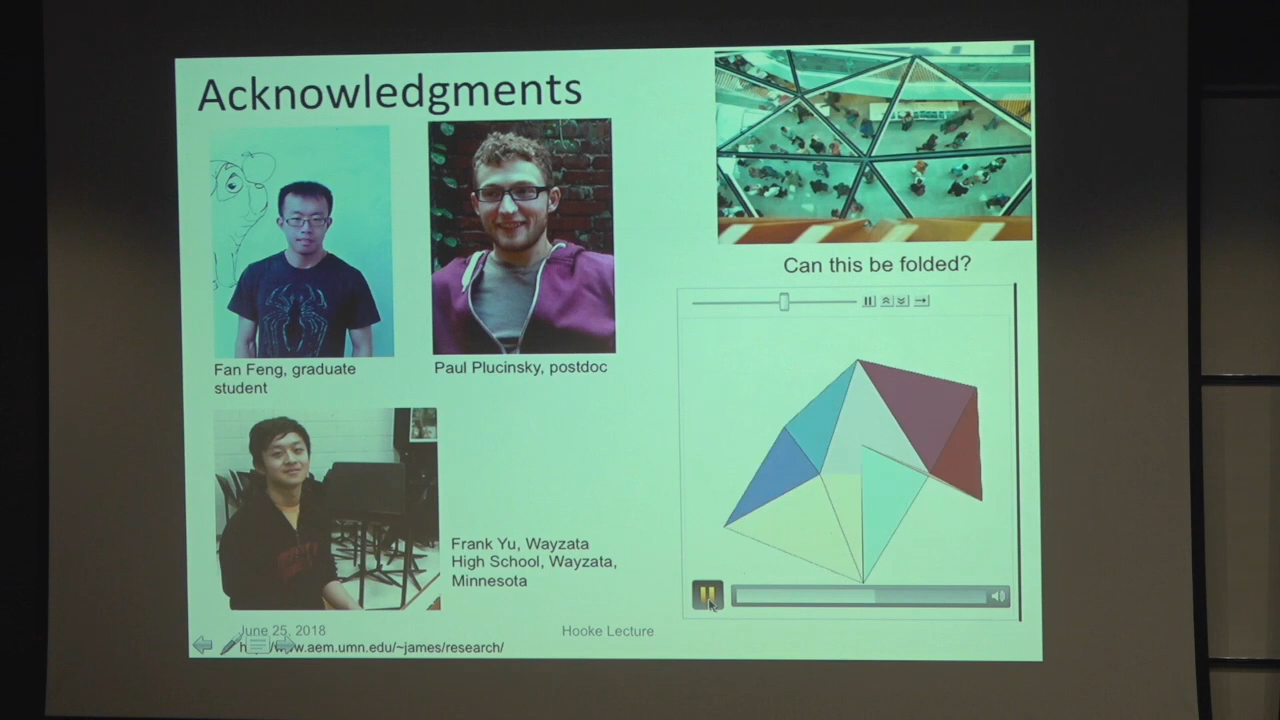 Acknowledgments
Fan Feng, graduate
student
Paul Plucinsky, postdoc
Can this be folded?
Frank Yu, Wayzata
High School, Wayzata,
Minnesota
June 25, 2018
Hooke Lecture
www.aem.umn.edu/~james/research/